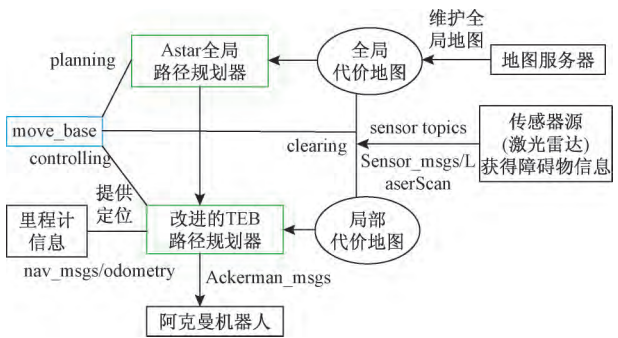 维护全
局地图
Astar全局
路径规划器
全局
代价地图
地图服务器
planning
move_base
controlling
clearing
sensor topics
Sensor_msgs/L
aserScan
传感器源
(激光雷达)
获得障碍物信息
提供
定位
里程计
信息
改进的TEB
路径规划器
局部
代价地图
nav_msgs/odometry
Ackerman_msgs
阿克曼机器人